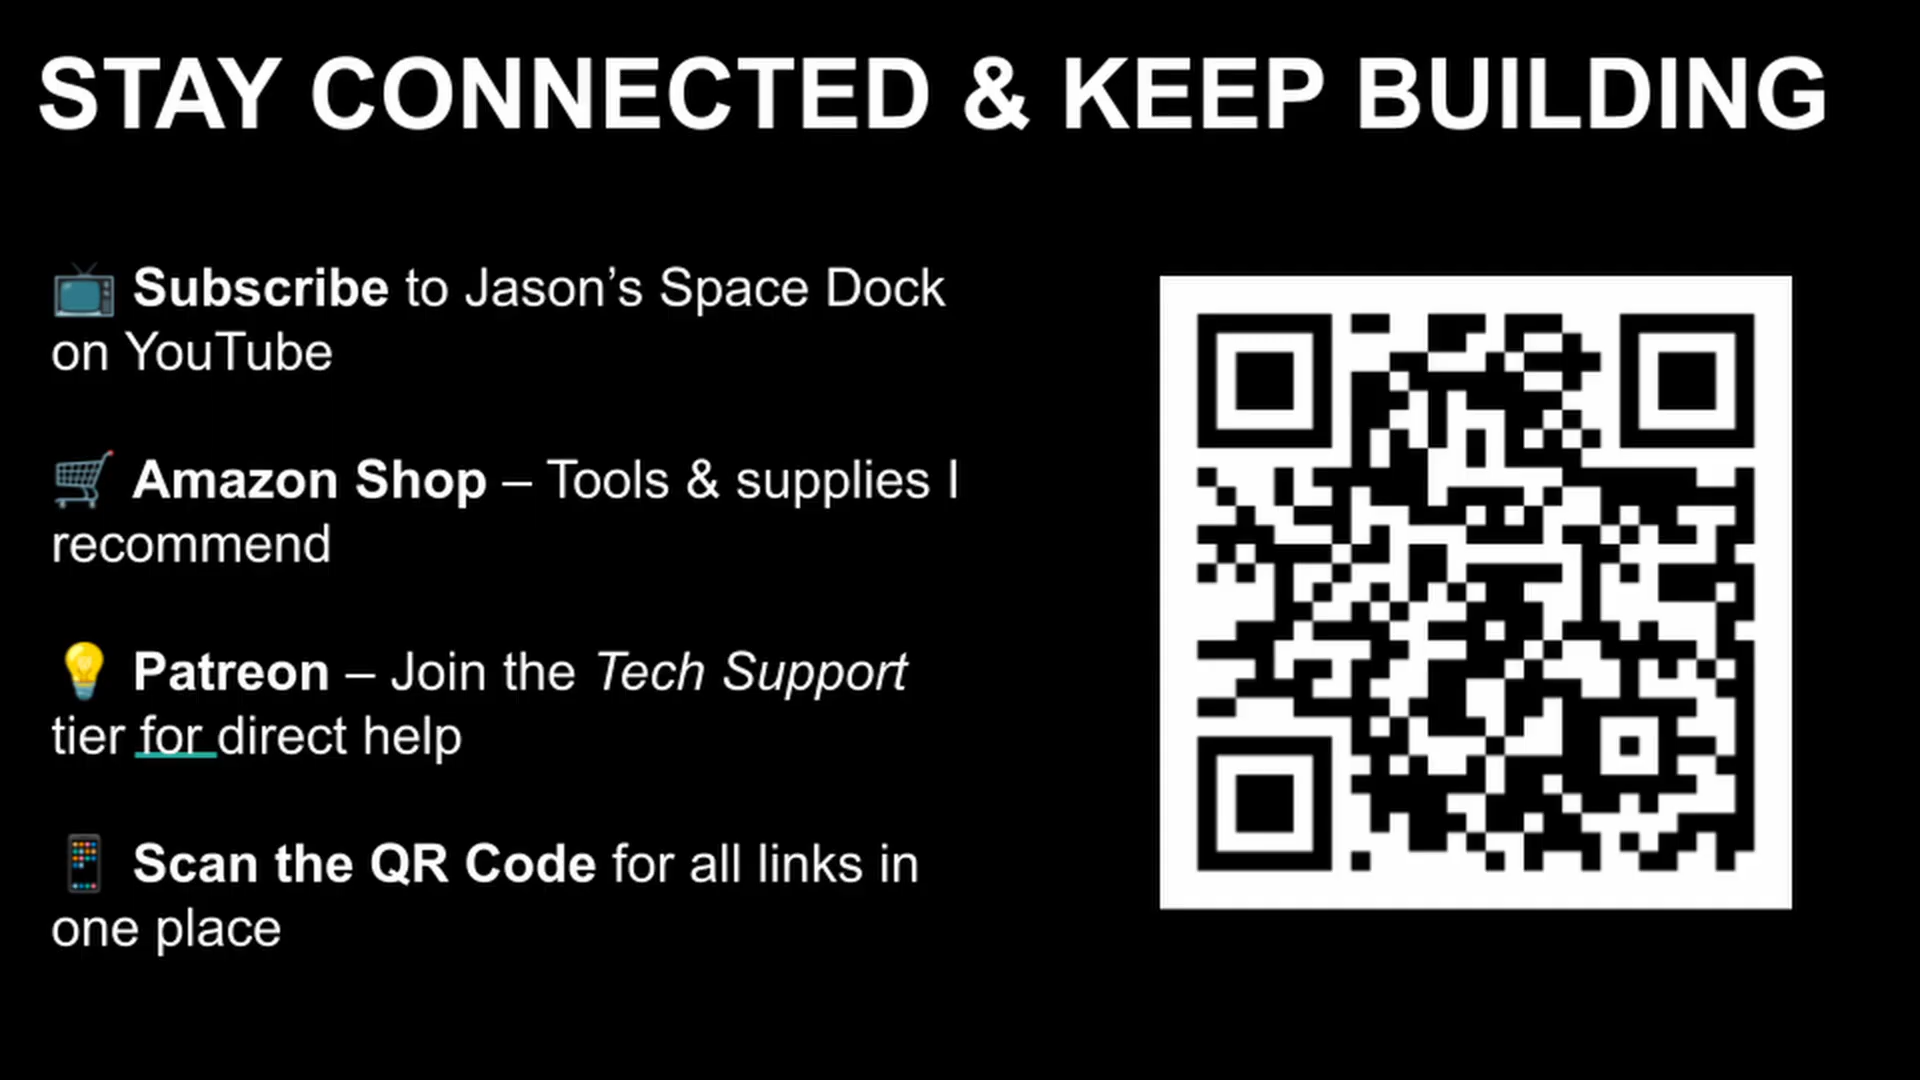 STAY CONNECTED & KEEP BUILDING
📺 Subscribe to Jason’s Space Dock
on YouTube
🛒 Amazon Shop – Tools & supplies I
recommend
💡 Patreon – Join the Tech Support
tier for direct help
📱 Scan the QR Code for all links in
one place